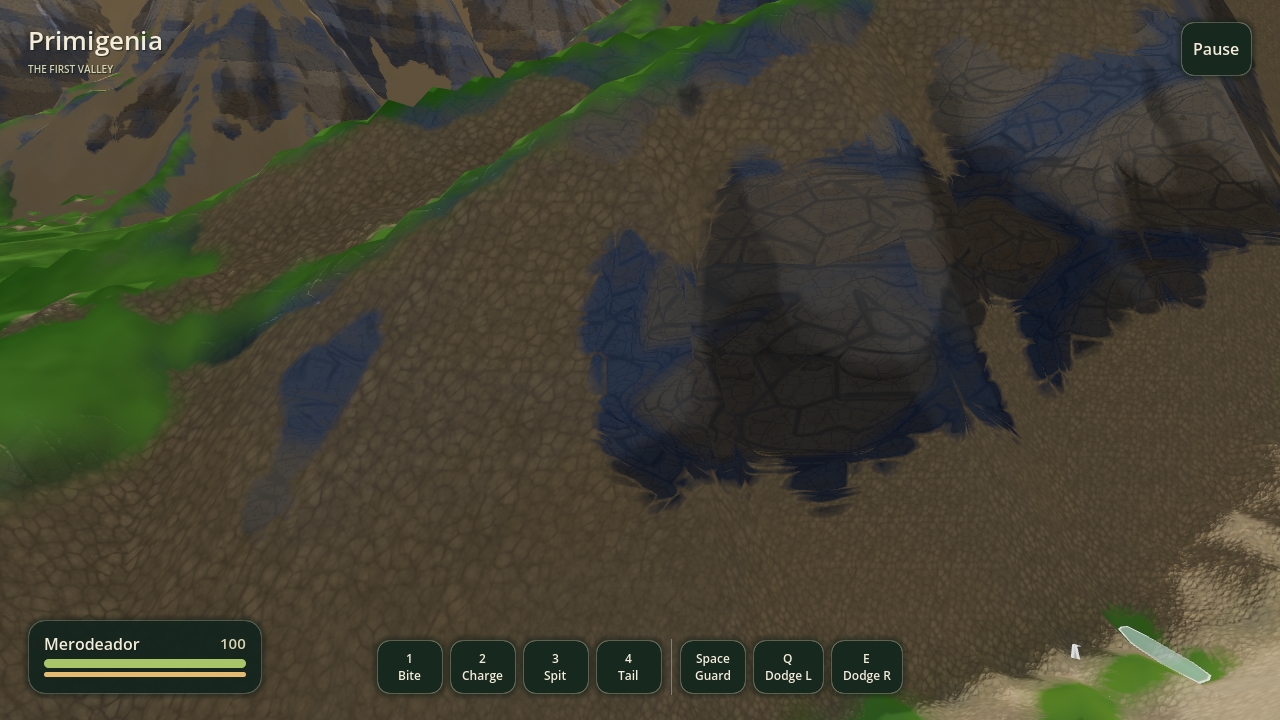 Primigenia
THE FIRST VALLEY
Pause
Merodeador 100
1
Bite
2
Charge
3
Spit
4
Tail
Space
Guard
Q
Dodge L
E
Dodge R